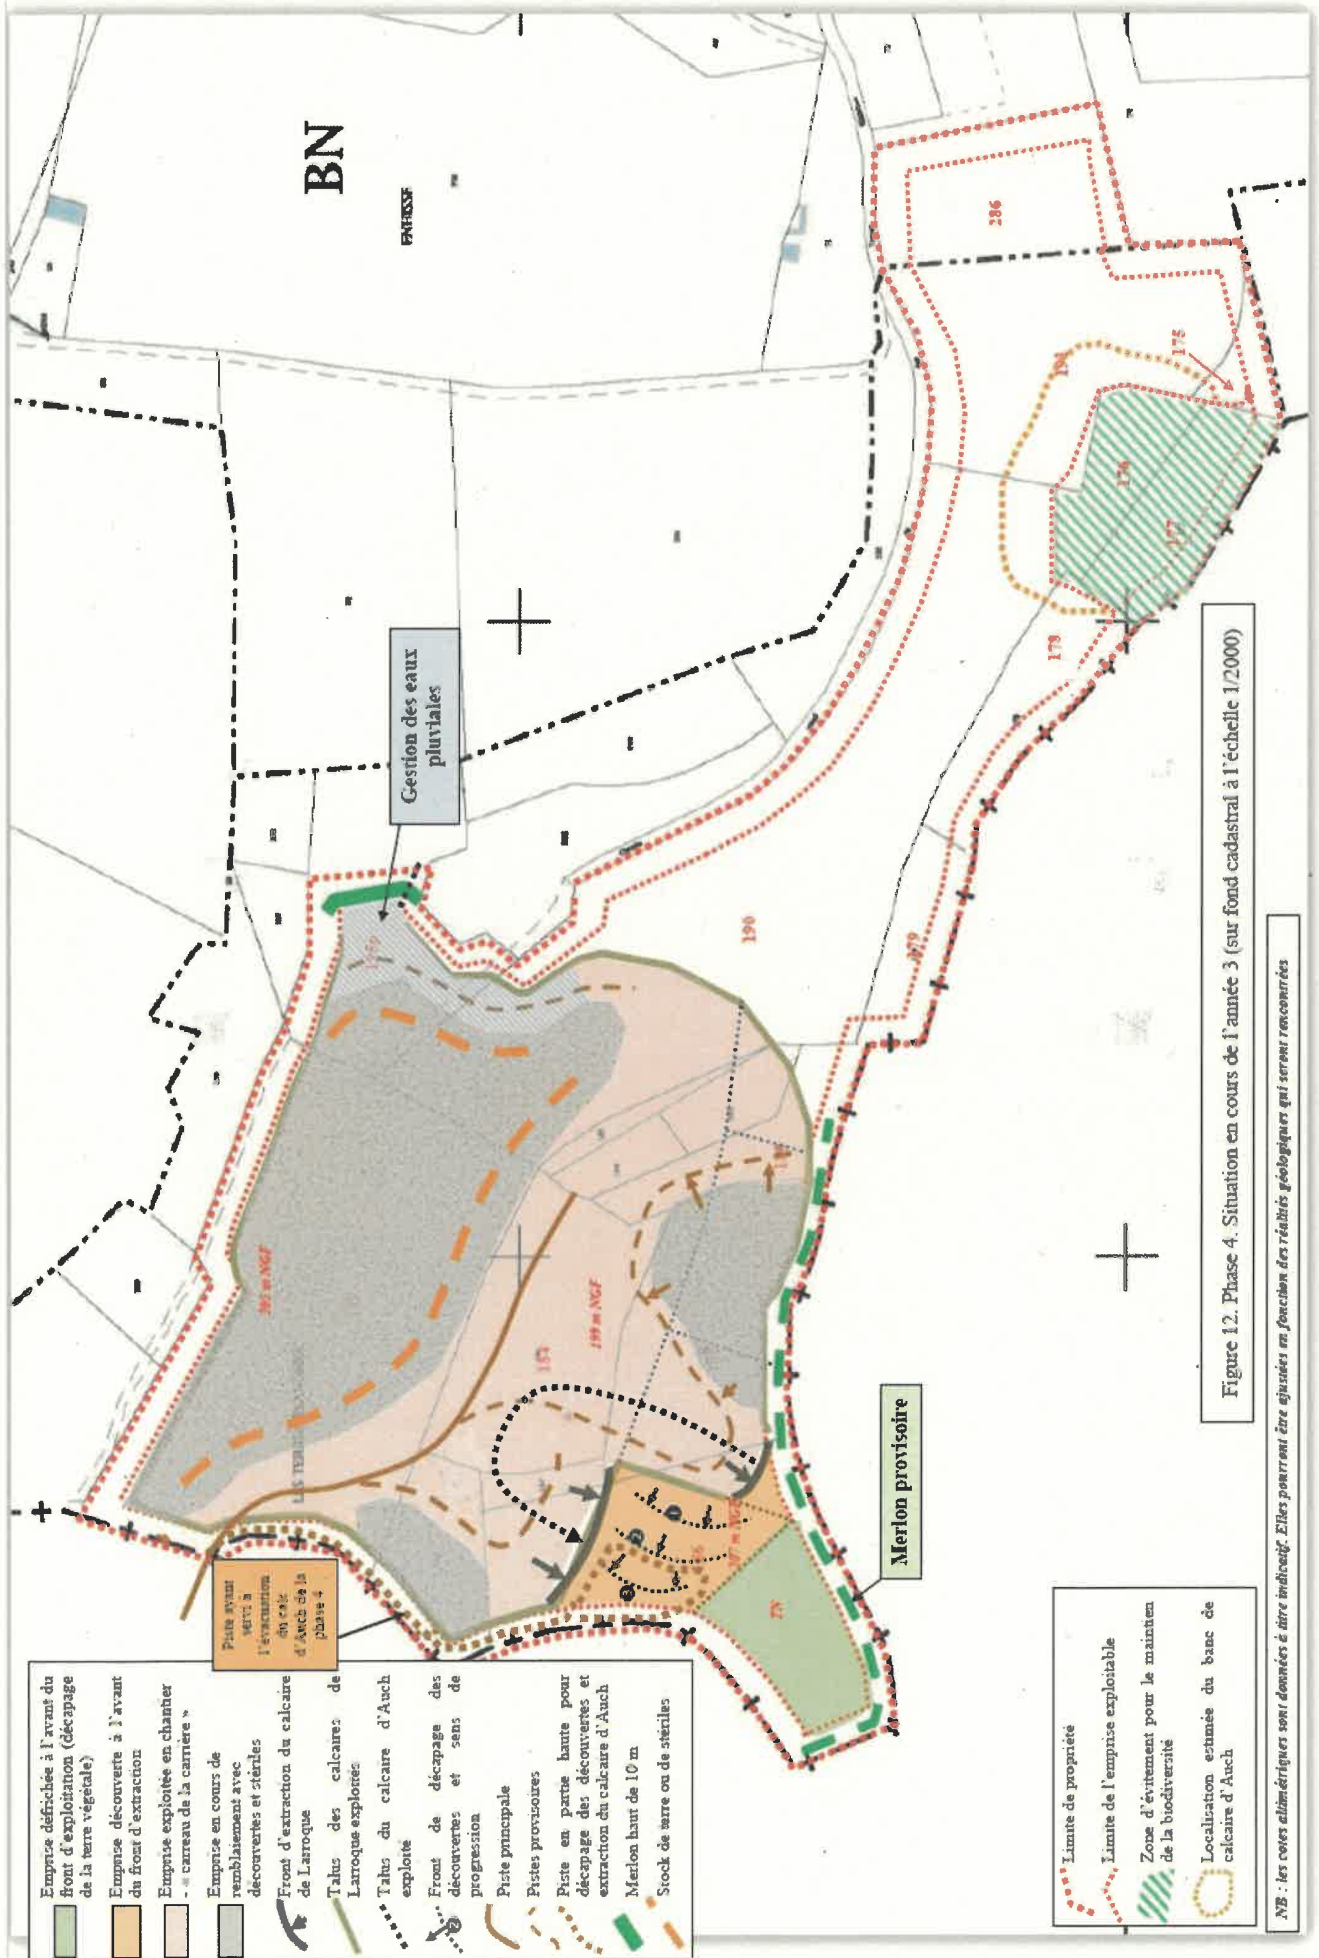 BN
Gestion des eaux
pluviales
286
194
175
176
177
178
179
190
154
199 m NGF
78
Merlon provisoire
Piste ayant
servi à
l'évacuation
du calc
d'Auch de la
phase 4
Emprise défrichée à l'avant du
front d'exploitation (décapage
de la terre végétale)
Emprise découverte à l'avant
du front d'extraction
Emprise exploitée en chantier
- « carreau de la carrière »
Emprise en cours de
remblaiement avec
découvertes et stériles
Front d'extraction du calcaire
de Larroque
Talus des calcaires de
Larroque exploités
Talus du calcaire d'Auch
exploité
Front de décapage des
découvertes et sens de
progression
Piste principale
Pistes provisoires
Piste en partie haute pour
décapage des découvertes et
extraction du calcaire d'Auch
Merlon haut de 10 m
Stock de terre ou de stériles
Limite de propriété
Limite de l'emprise exploitable
Zone d'évitement pour le maintien
de la biodiversité
Localisation estimée du banc de
calcaire d'Auch
Figure 12. Phase 4. Situation en cours de l'année 3 (sur fond cadastral à l'échelle 1/2000)
NB : les cotes altimétriques sont données à titre indicatif. Elles pourront être ajustées en fonction des réalités géologiques qui seront rencontrées